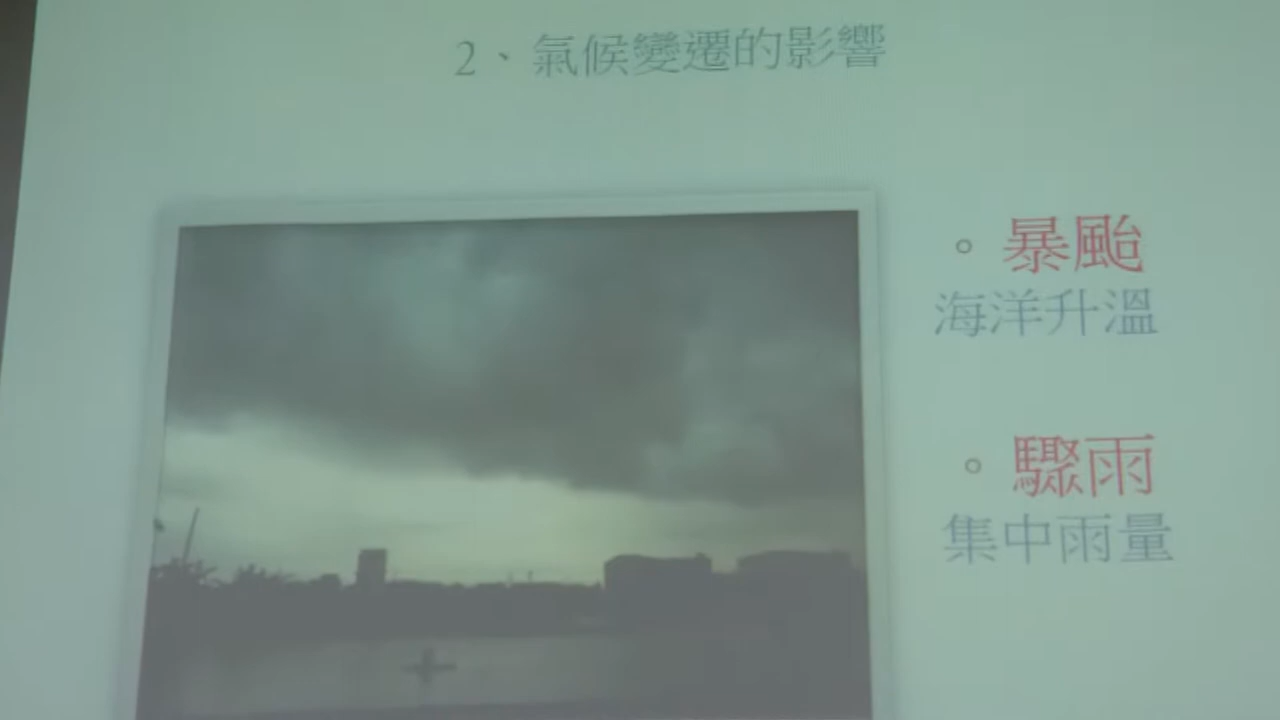 2、氣候變遷的影響
。暴颱
海洋升溫
。驟雨
集中雨量